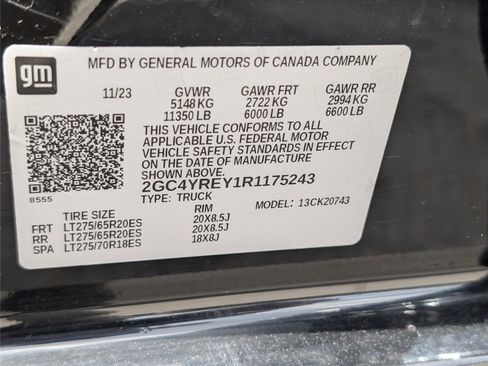 gm
MFD BY GENERAL MOTORS OF CANADA COMPANY
11/23 GVWR GAWR FRT GAWR RR
5148 KG 2722 KG 2994 KG
11350 LB 6000 LB 6600 LB
THIS VEHICLE CONFORMS TO ALL
APPLICABLE U.S. FEDERAL MOTOR
VEHICLE SAFETY STANDARDS IN EFFECT
ON THE DATE OF MANUFACTURE
SHOWN ABOVE.
2GC4YREY1R1175243
8555 TYPE: TRUCK MODEL: 13CK20743
TIRE SIZE RIM
FRT LT275/65R20ES 20X8.5J
RR LT275/65R20ES 20X8.5J
SPA LT275/70R18ES 18X8J